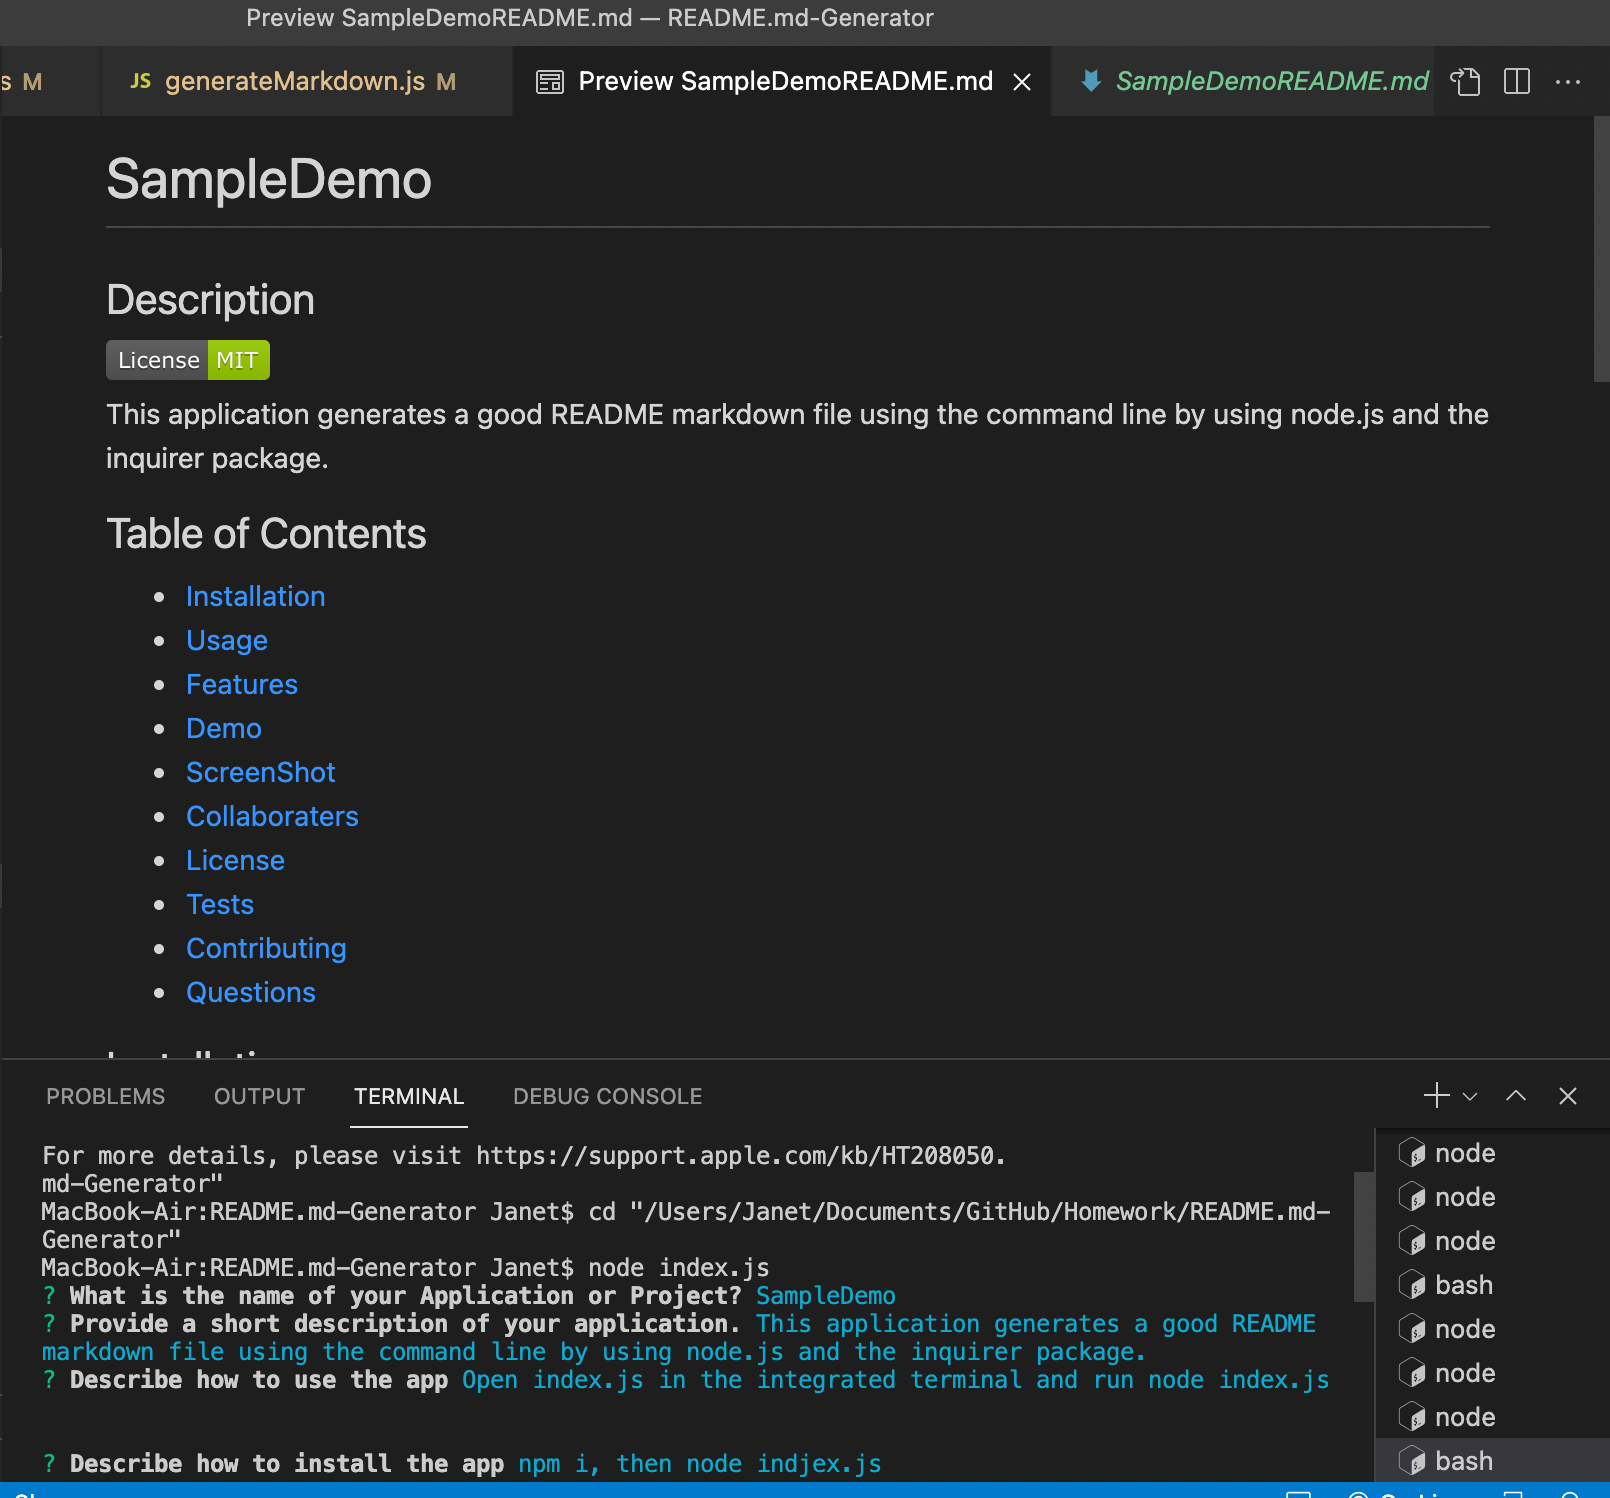 Preview SampleDemoREADME.md — README.md-Generator
s M
JS generateMarkdown.js M
Preview SampleDemoREADME.md
SampleDemoREADME.md
SampleDemo
Description
License MIT
This application generates a good README markdown file using the command line by using node.js and the
inquirer package.
Table of Contents
• Installation
• Usage
• Features
• Demo
• ScreenShot
• Collaboraters
• License
• Tests
• Contributing
• Questions
PROBLEMS OUTPUT TERMINAL DEBUG CONSOLE
For more details, please visit https://support.apple.com/kb/HT208050.
md-Generator"
MacBook-Air:README.md-Generator Janet$ cd "/Users/Janet/Documents/GitHub/Homework/README.md-
Generator"
MacBook-Air:README.md-Generator Janet$ node index.js
? What is the name of your Application or Project? SampleDemo
? Provide a short description of your application. This application generates a good README
markdown file using the command line by using node.js and the inquirer package.
? Describe how to use the app Open index.js in the integrated terminal and run node index.js
? Describe how to install the app npm i, then node indjex.js
node
node
node
bash
node
node
node
bash